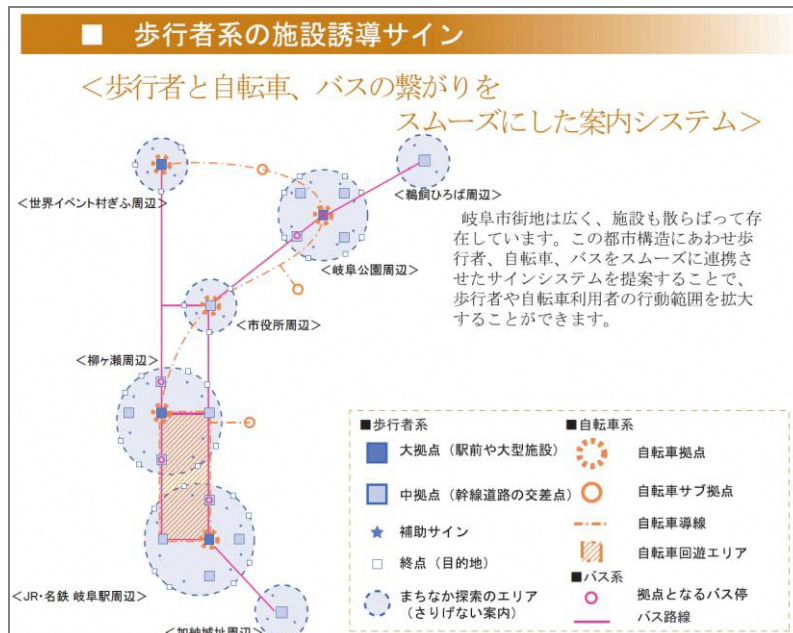 ■ 歩行者系の施設誘導サイン
＜歩行者と自転車、バスの繋がりを
スムーズにした案内システム＞
＜世界イベント村ぎふ周辺＞
＜鵜飼ひろば周辺＞
＜岐阜公園周辺＞
＜市役所周辺＞
＜柳ヶ瀬周辺＞
＜JR・名鉄 岐阜駅周辺＞
＜加納城址周辺＞
岐阜市街地は広く、施設も散らばって存
在しています。この都市構造にあわせ歩
行者、自転車、バスをスムーズに連携さ
せたサインシステムを提案することで、
歩行者や自転車利用者の行動範囲を拡大
することができます。
■歩行者系
大拠点（駅前や大型施設）
中拠点（幹線道路の交差点）
補助サイン
終点（目的地）
まちなか探索のエリア
（さりげない案内）
■自転車系
自転車拠点
自転車サブ拠点
自転車導線
自転車回遊エリア
■バス系
拠点となるバス停
バス路線